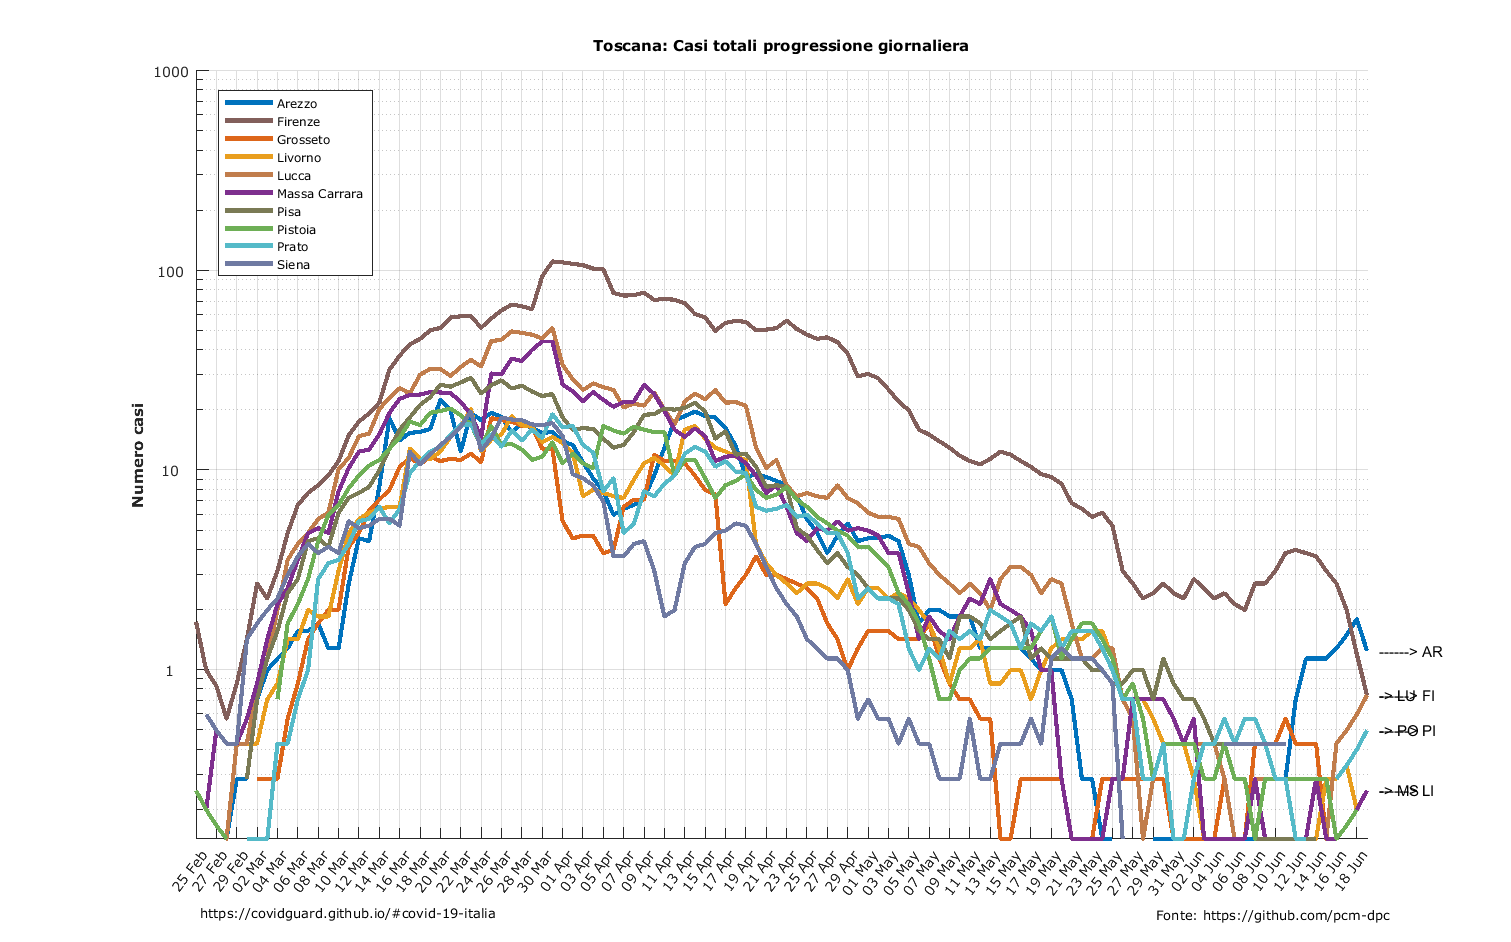 Toscana: Casi totali progressione giornaliera
Numero casi
1000
100
10
1
Arezzo
Firenze
Grosseto
Livorno
Lucca
Massa Carrara
Pisa
Pistoia
Prato
Siena
------> AR
-> LU FI
-> PO PI
-> MS LI
25 Feb
27 Feb
29 Feb
02 Mar
04 Mar
06 Mar
08 Mar
10 Mar
12 Mar
14 Mar
16 Mar
18 Mar
20 Mar
22 Mar
24 Mar
26 Mar
28 Mar
30 Mar
01 Apr
03 Apr
05 Apr
07 Apr
09 Apr
11 Apr
13 Apr
15 Apr
17 Apr
19 Apr
21 Apr
23 Apr
25 Apr
27 Apr
29 Apr
01 May
03 May
05 May
07 May
09 May
11 May
13 May
15 May
17 May
19 May
21 May
23 May
25 May
27 May
29 May
31 May
02 Jun
04 Jun
06 Jun
08 Jun
10 Jun
12 Jun
14 Jun
16 Jun
18 Jun
https://covidguard.github.io/#covid-19-italia
Fonte: https://github.com/pcm-dpc